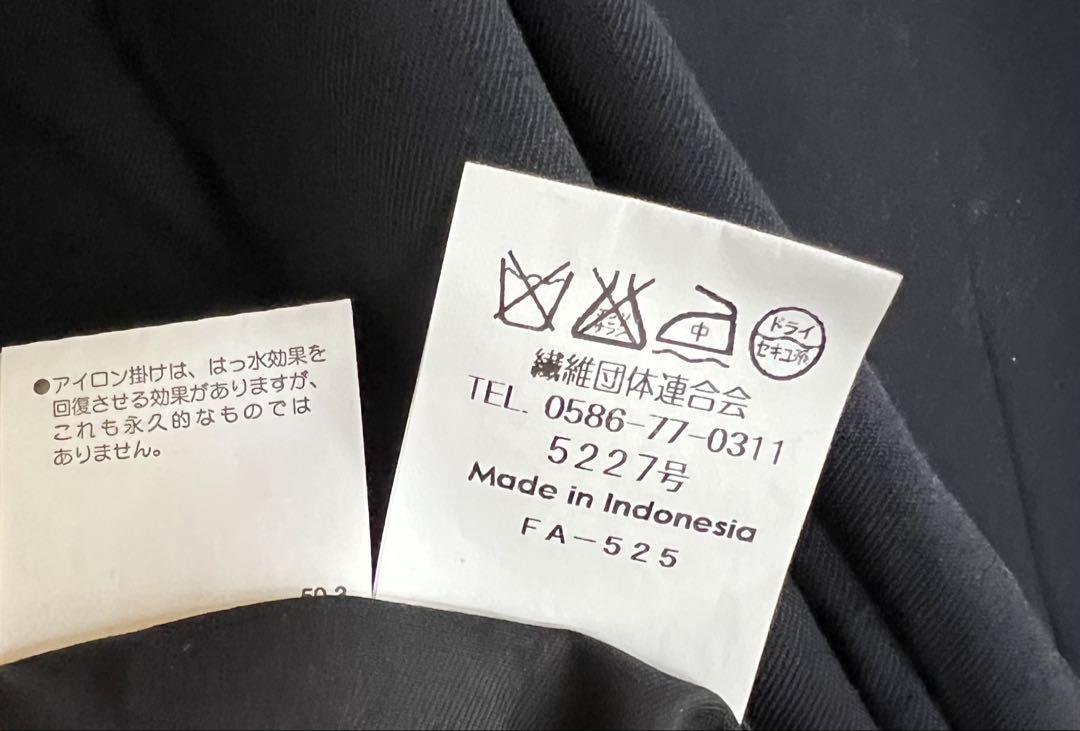 ●アイロン掛けは、はっ水効果を
回復させる効果がありますが、
これも永久的なものでは
ありません。
中
ドライ
セキユ系
繊維団体連合会
TEL. 0586-77-0311
5227号
Made in Indonesia
FA-525